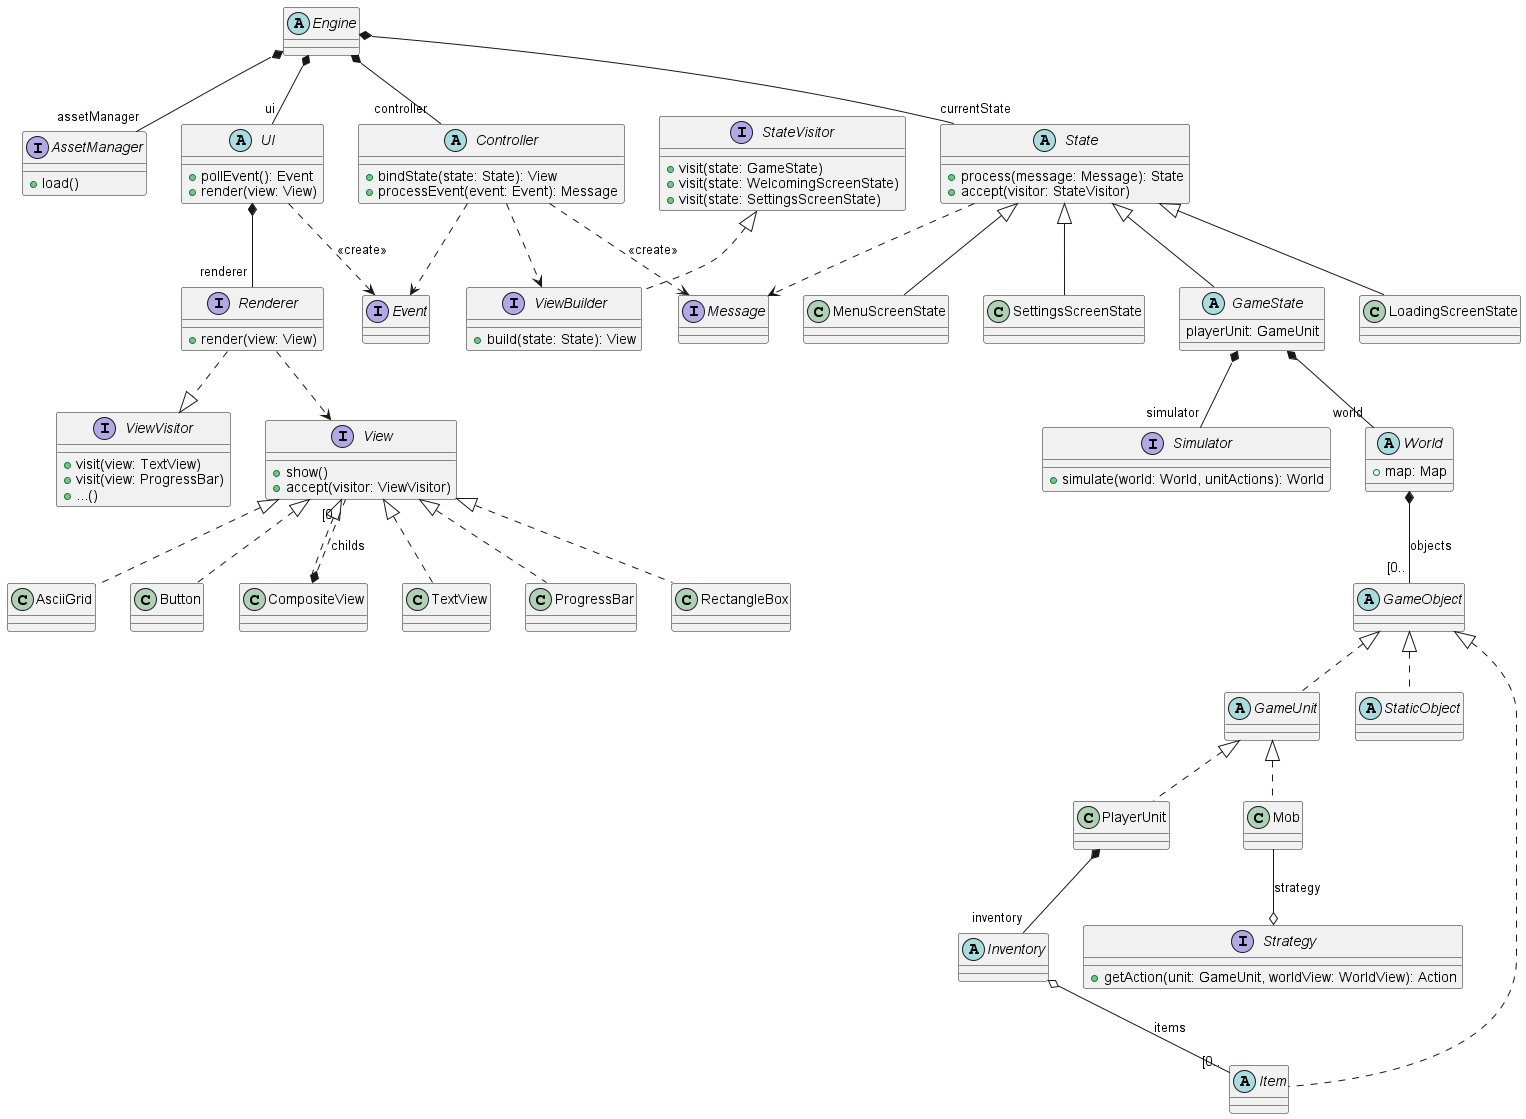 A Engine
assetManager
ui
controller
currentState
I AssetManager
load()
A UI
pollEvent(): Event
render(view: View)
A Controller
bindState(state: State): View
processEvent(event: Event): Message
I StateVisitor
visit(state: GameState)
visit(state: WelcomingScreenState)
visit(state: SettingsScreenState)
A State
process(message: Message): State
accept(visitor: StateVisitor)
renderer
«create»
«create»
I Renderer
render(view: View)
I Event
I ViewBuilder
build(state: State): View
I Message
C MenuScreenState
C SettingsScreenState
A GameState
playerUnit: GameUnit
C LoadingScreenState
simulator
world
I ViewVisitor
visit(view: TextView)
visit(view: ProgressBar)
...()
I View
show()
accept(visitor: ViewVisitor)
I Simulator
simulate(world: World, unitActions): World
A World
map: Map
[0..
childs
objects
[0..
C AsciiGrid
C Button
C CompositeView
C TextView
C ProgressBar
C RectangleBox
A GameObject
A GameUnit
A StaticObject
C PlayerUnit
C Mob
strategy
inventory
A Inventory
I Strategy
getAction(unit: GameUnit, worldView: WorldView): Action
items
[0..
A Item